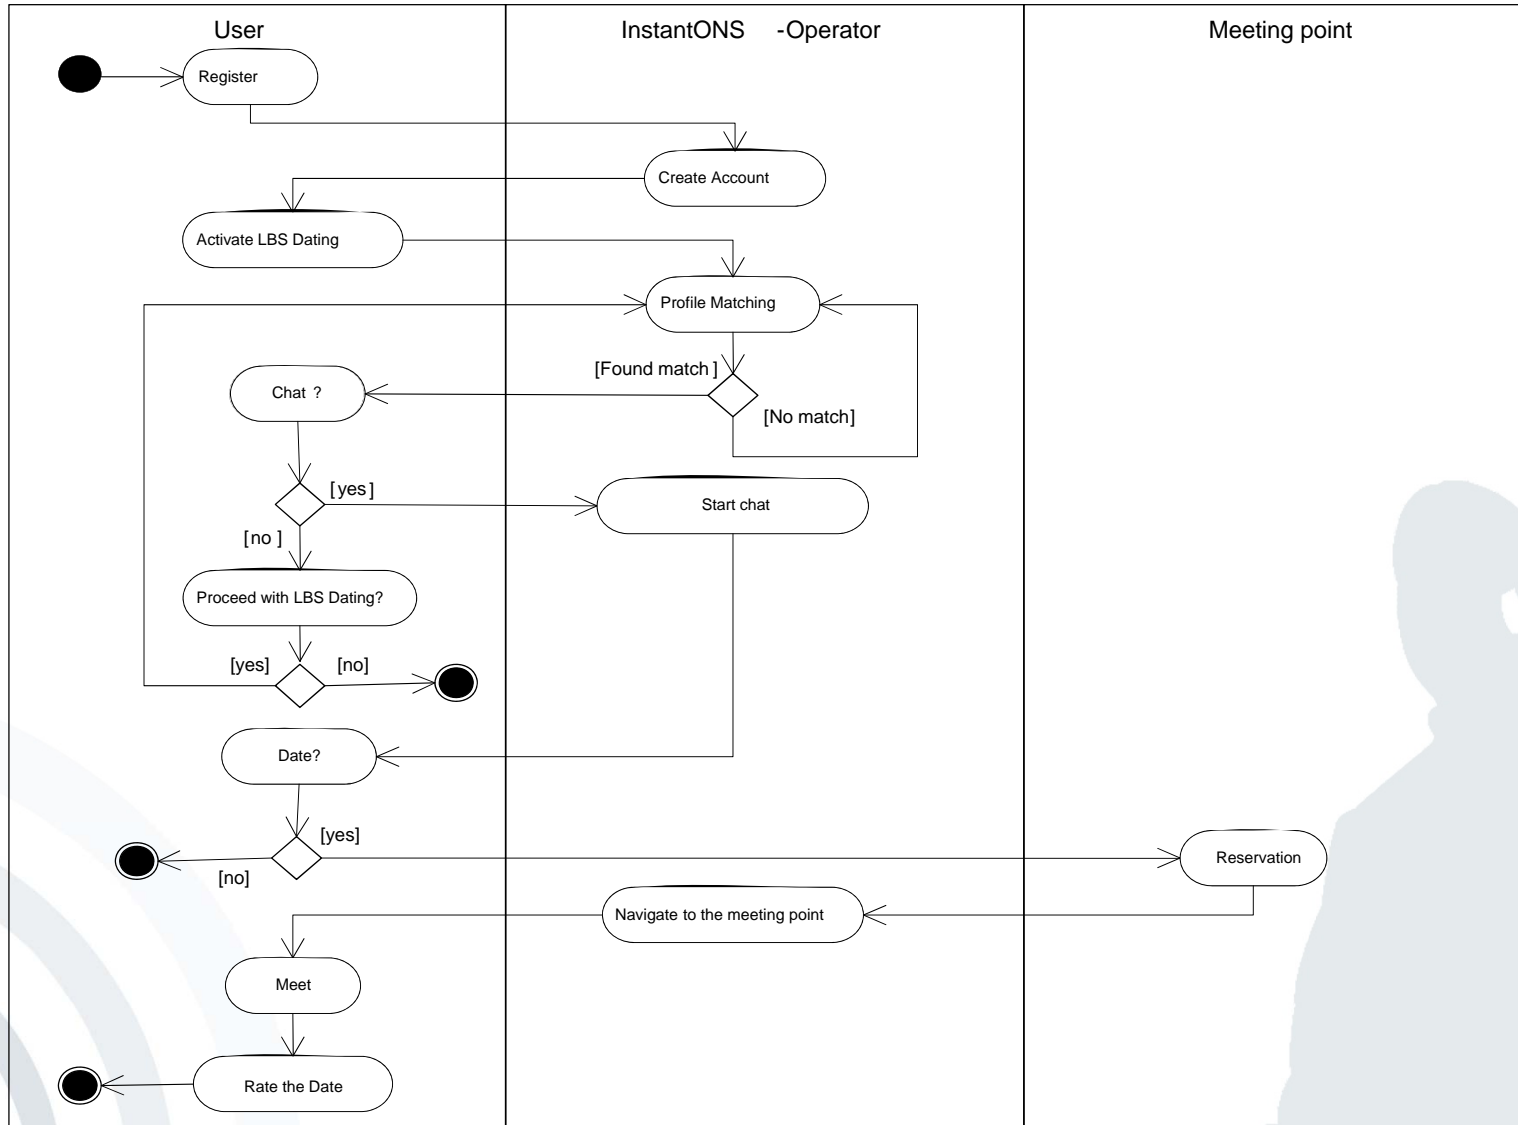 User
InstantONS -Operator
Meeting point
Register
Create Account
Activate LBS Dating
Profile Matching
[Found match ]
Chat ?
[No match]
[yes ]
Start chat
[no ]
Proceed with LBS Dating?
[yes]
[no]
Date?
[yes]
Reservation
[no]
Navigate to the meeting point
Meet
Rate the Date